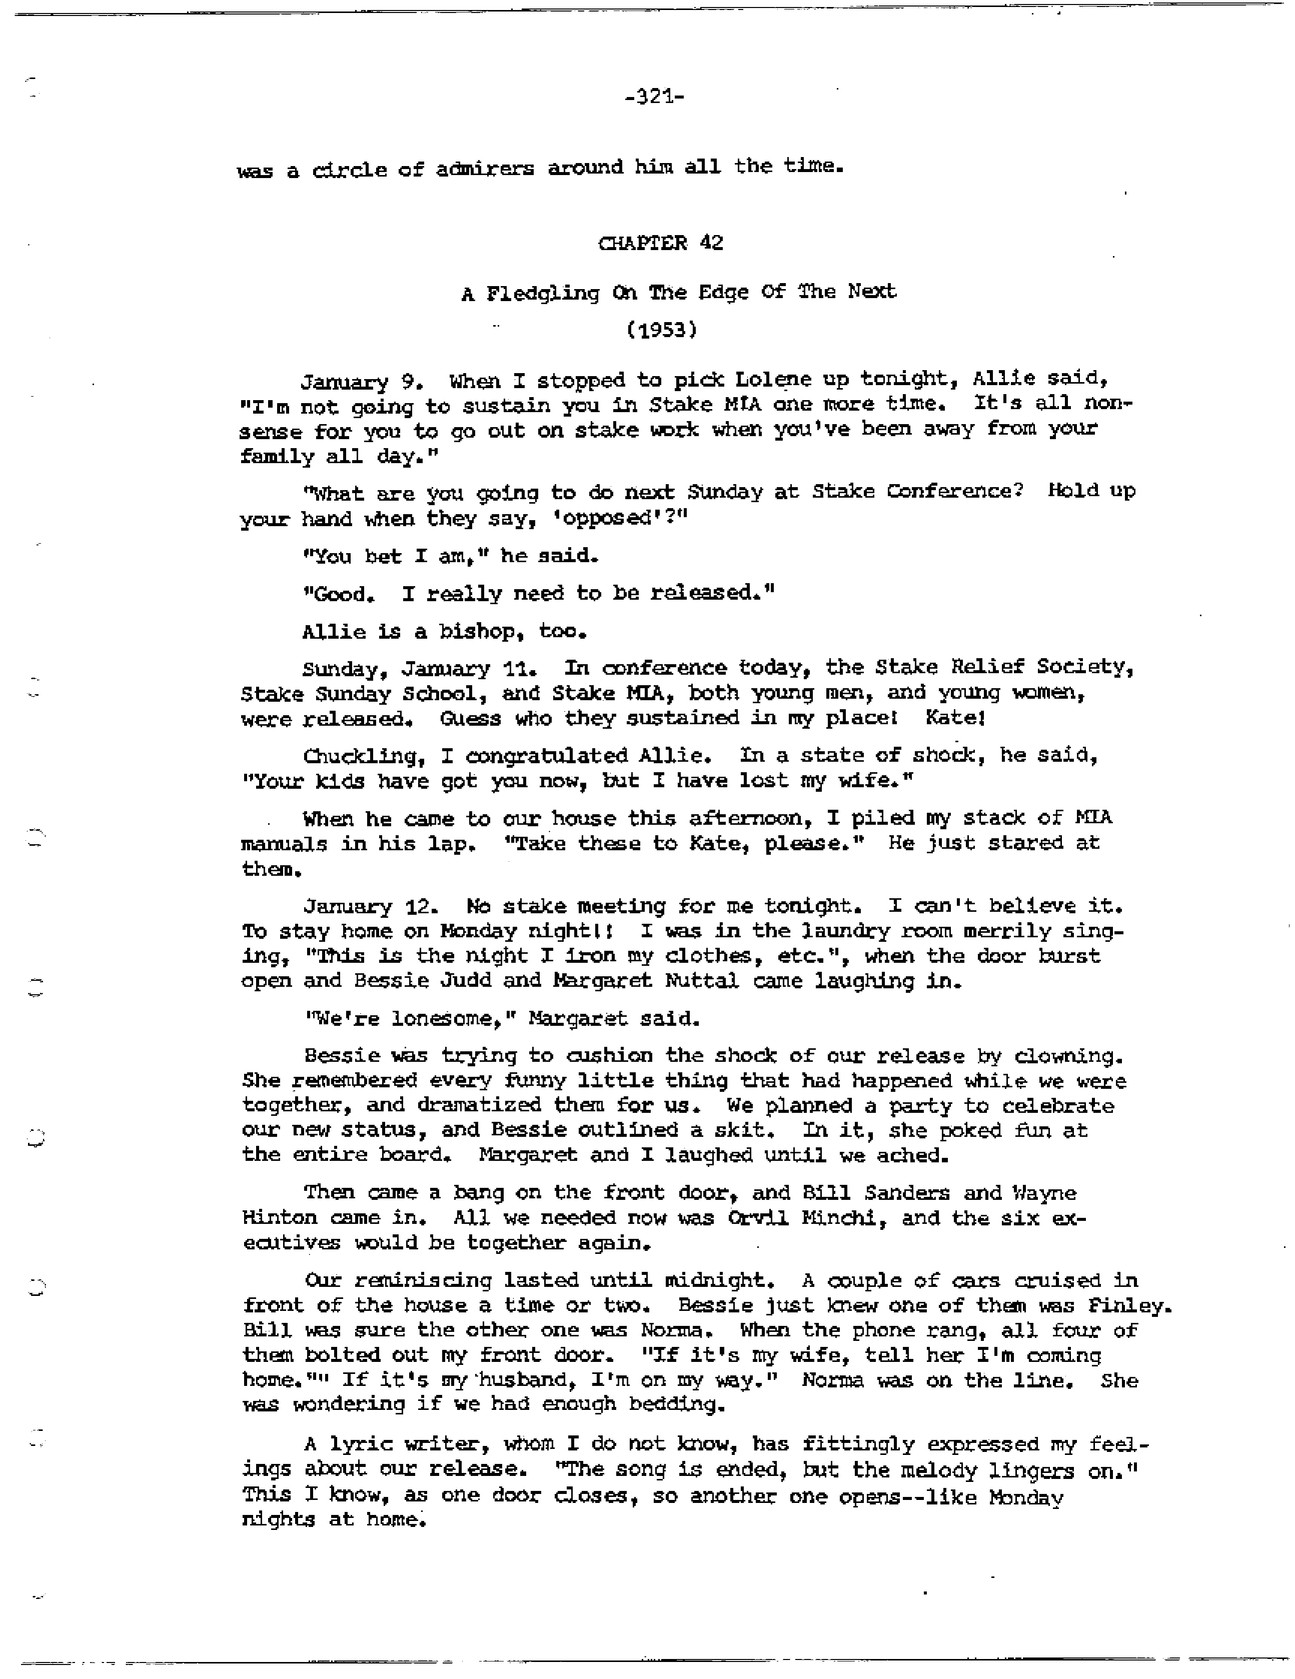 -321-
was a circle of admirers around him all the time.
CHAPTER 42
A Fledgling On The Edge Of The Next
(1953)
January 9. When I stopped to pick Lolene up tonight, Allie said,
"I'm not going to sustain you in Stake MIA one more time. It's all non-
sense for you to go out on stake work when you've been away from your
family all day."
"What are you going to do next Sunday at Stake Conference? Hold up
your hand when they say, 'opposed'?"
"You bet I am," he said.
"Good. I really need to be released."
Allie is a bishop, too.
Sunday, January 11. In conference today, the Stake Relief Society,
Stake Sunday School, and Stake MIA, both young men, and young women,
were released. Guess who they sustained in my place! Kate!
Chuckling, I congratulated Allie. In a state of shock, he said,
"Your kids have got you now, but I have lost my wife."
When he came to our house this afternoon, I piled my stack of MIA
manuals in his lap. "Take these to Kate, please." He just stared at
them.
January 12. No stake meeting for me tonight. I can't believe it.
To stay home on Monday night!! I was in the laundry room merrily sing-
ing, "This is the night I iron my clothes, etc.", when the door burst
open and Bessie Judd and Margaret Nuttal came laughing in.
"We're lonesome," Margaret said.
Bessie was trying to cushion the shock of our release by clowning.
She remembered every funny little thing that had happened while we were
together, and dramatized them for us. We planned a party to celebrate
our new status, and Bessie outlined a skit. In it, she poked fun at
the entire board. Margaret and I laughed until we ached.
Then came a bang on the front door, and Bill Sanders and Wayne
Hinton came in. All we needed now was Orvil Minchi, and the six ex-
ecutives would be together again.
Our reminiscing lasted until midnight. A couple of cars cruised in
front of the house a time or two. Bessie just knew one of them was Finley.
Bill was sure the other one was Norma. When the phone rang, all four of
them bolted out my front door. "If it's my wife, tell her I'm coming
home."" If it's my husband, I'm on my way." Norma was on the line. She
was wondering if we had enough bedding.
A lyric writer, whom I do not know, has fittingly expressed my feel-
ings about our release. "The song is ended, but the melody lingers on."
This I know, as one door closes, so another one opens--like Monday
nights at home.